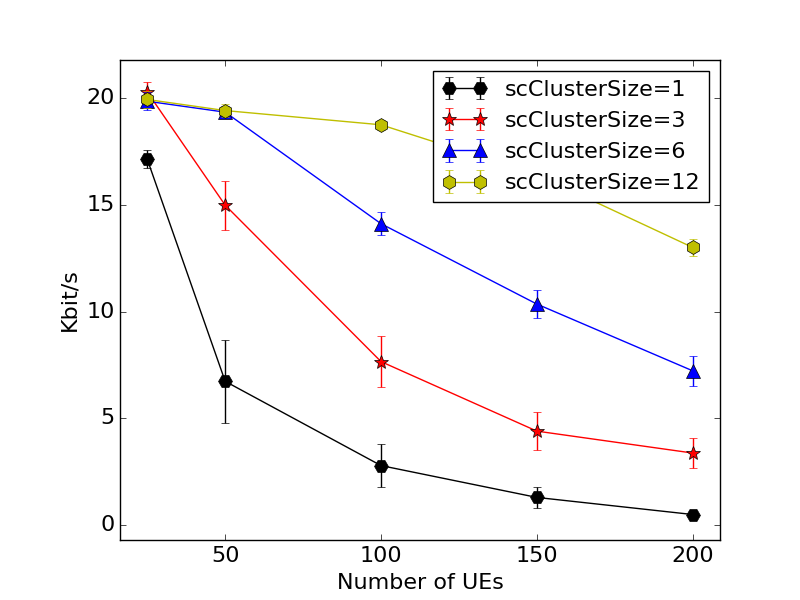 scClusterSize=1
scClusterSize=3
scClusterSize=6
scClusterSize=12
Kbit/s
20
15
10
5
0
50 100 150 200
Number of UEs